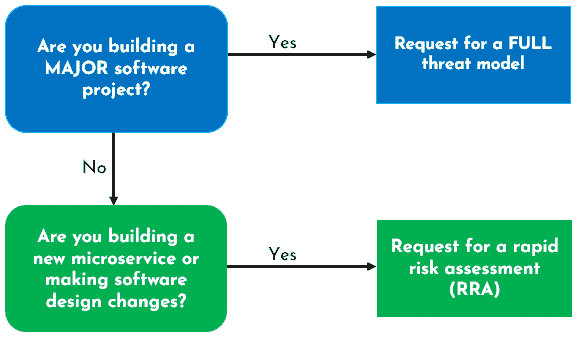 Are you building a
MAJOR software
project?
Yes
Request for a FULL
threat model
No
Are you building a
new microservice or
making software
design changes?
Yes
Request for a rapid
risk assessment
(RRA)